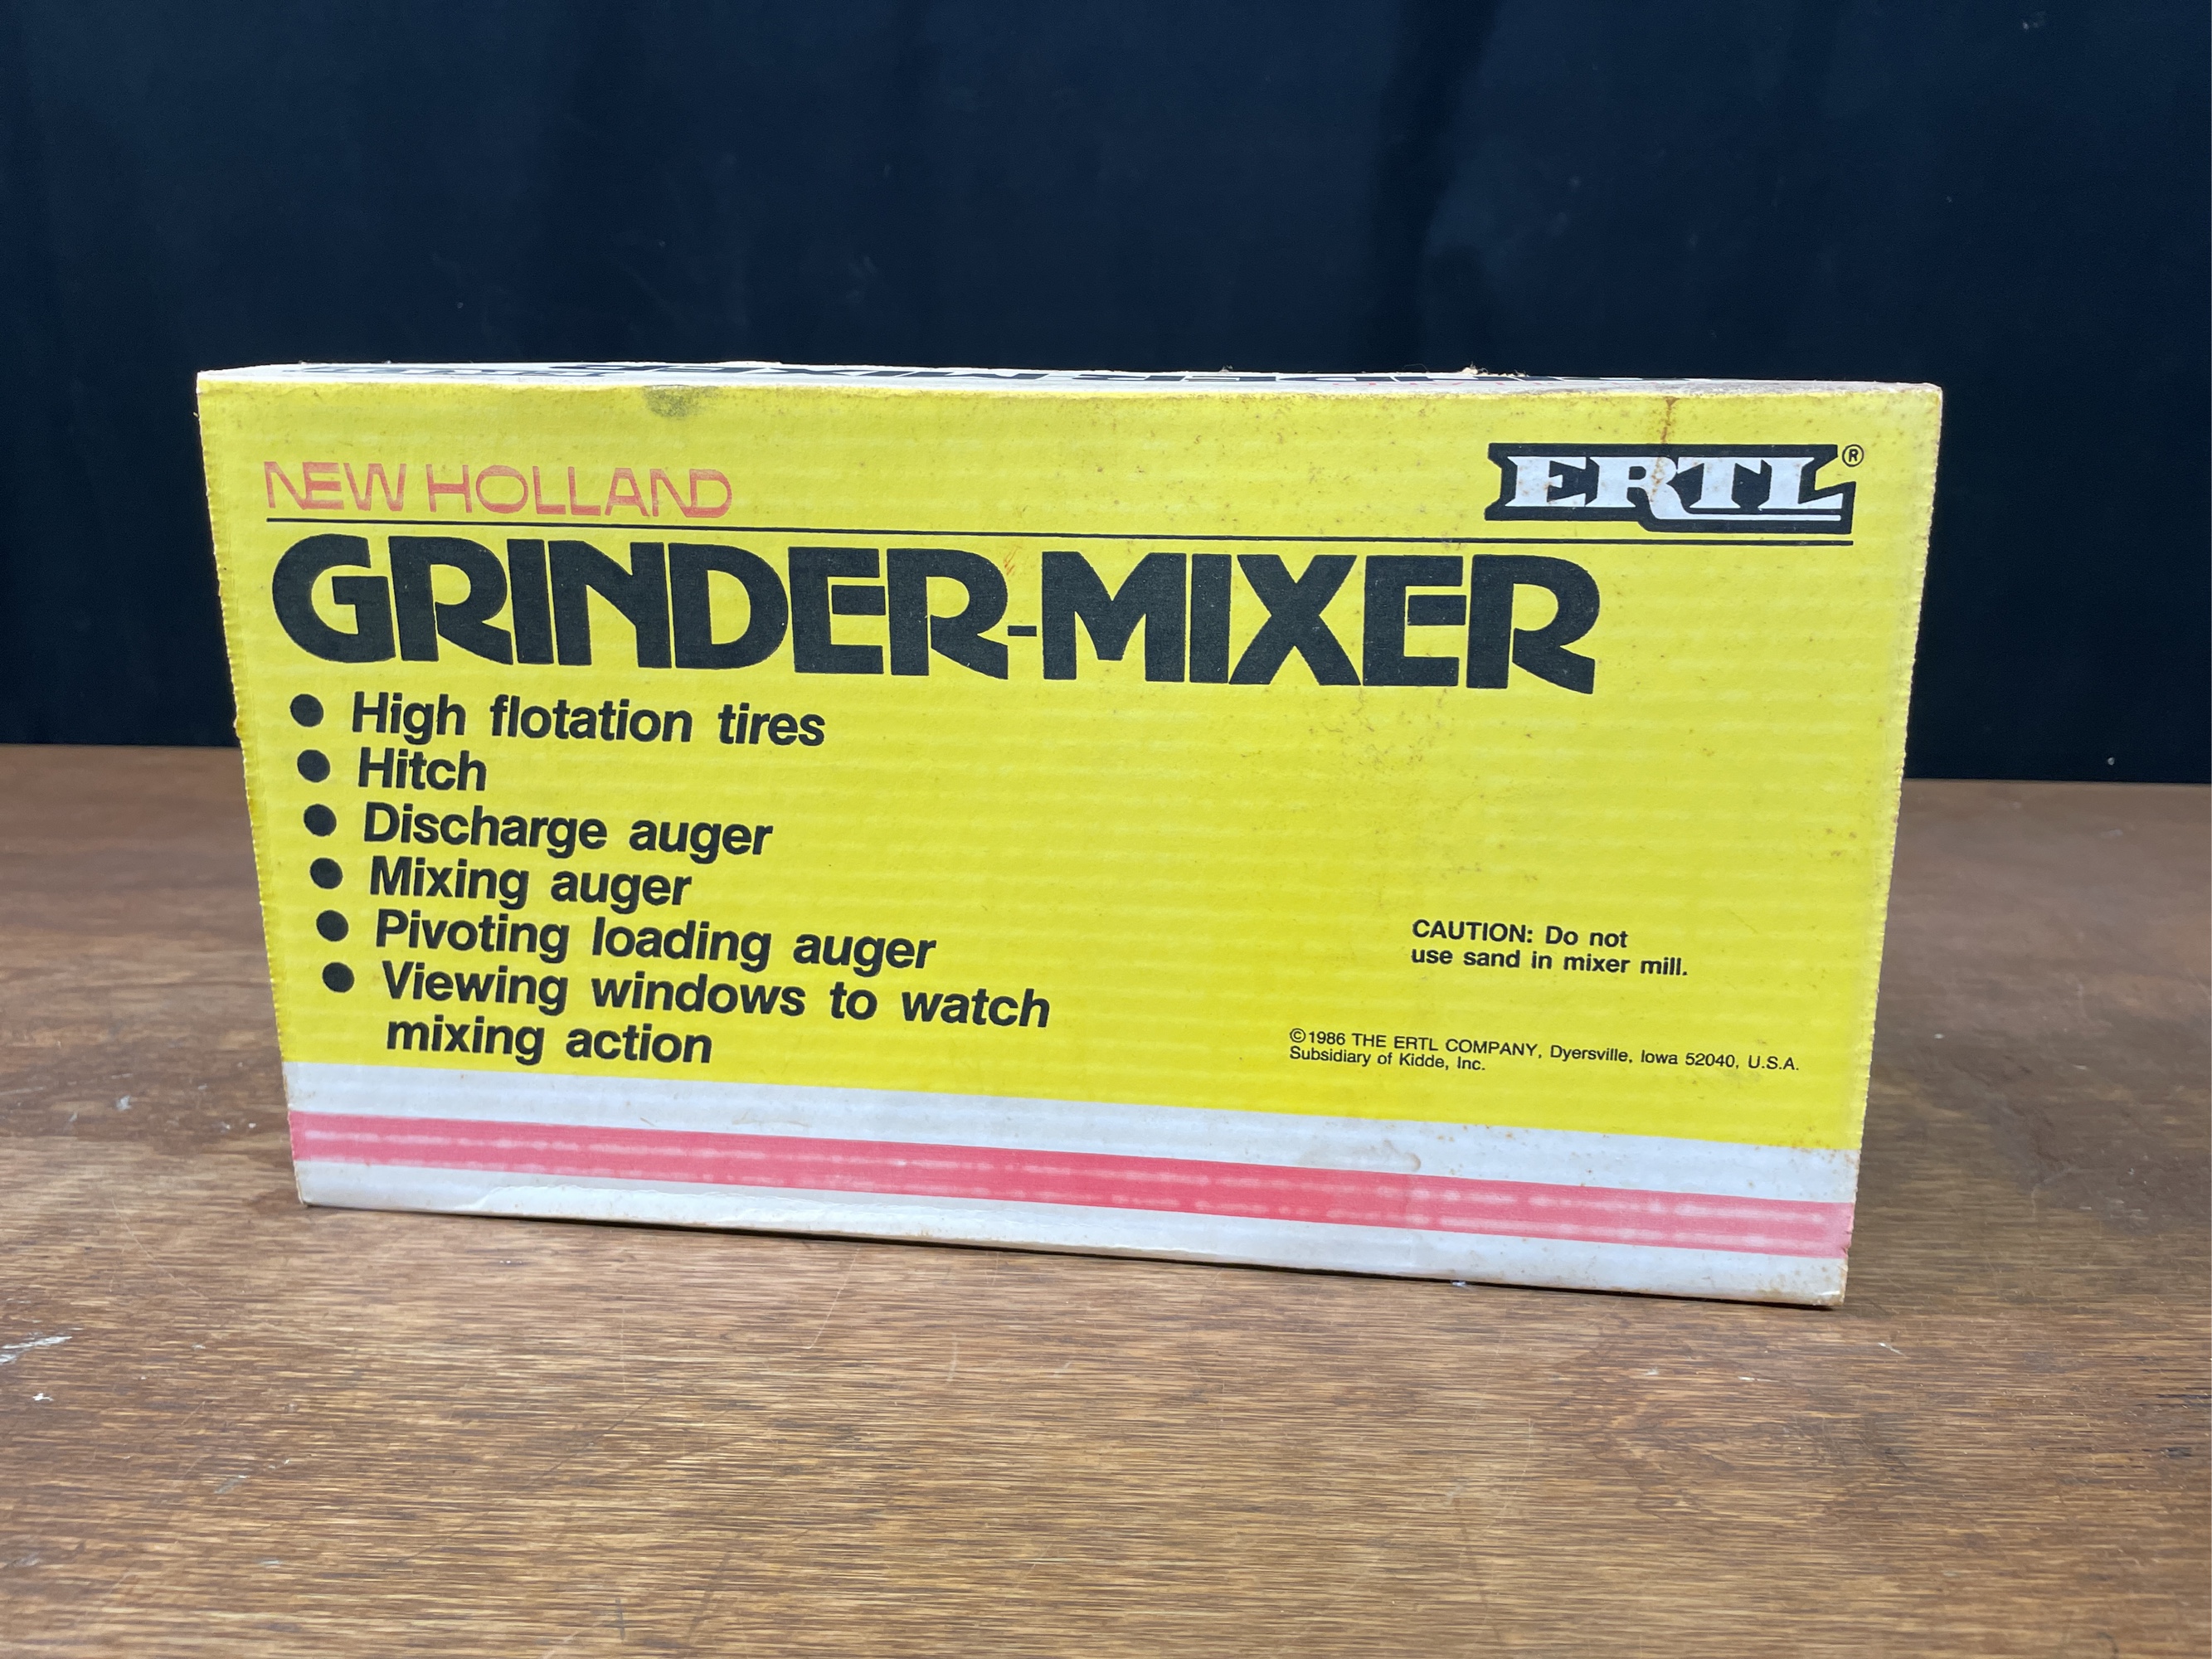 NEW HOLLAND
ERTL®
GRINDER-MIXER
● High flotation tires
● Hitch
● Discharge auger
● Mixing auger
● Pivoting loading auger
● Viewing windows to watch
mixing action
CAUTION: Do not
use sand in mixer mill.
©1986 THE ERTL COMPANY, Dyersville, Iowa 52040, U.S.A.
Subsidiary of Kidde, Inc.